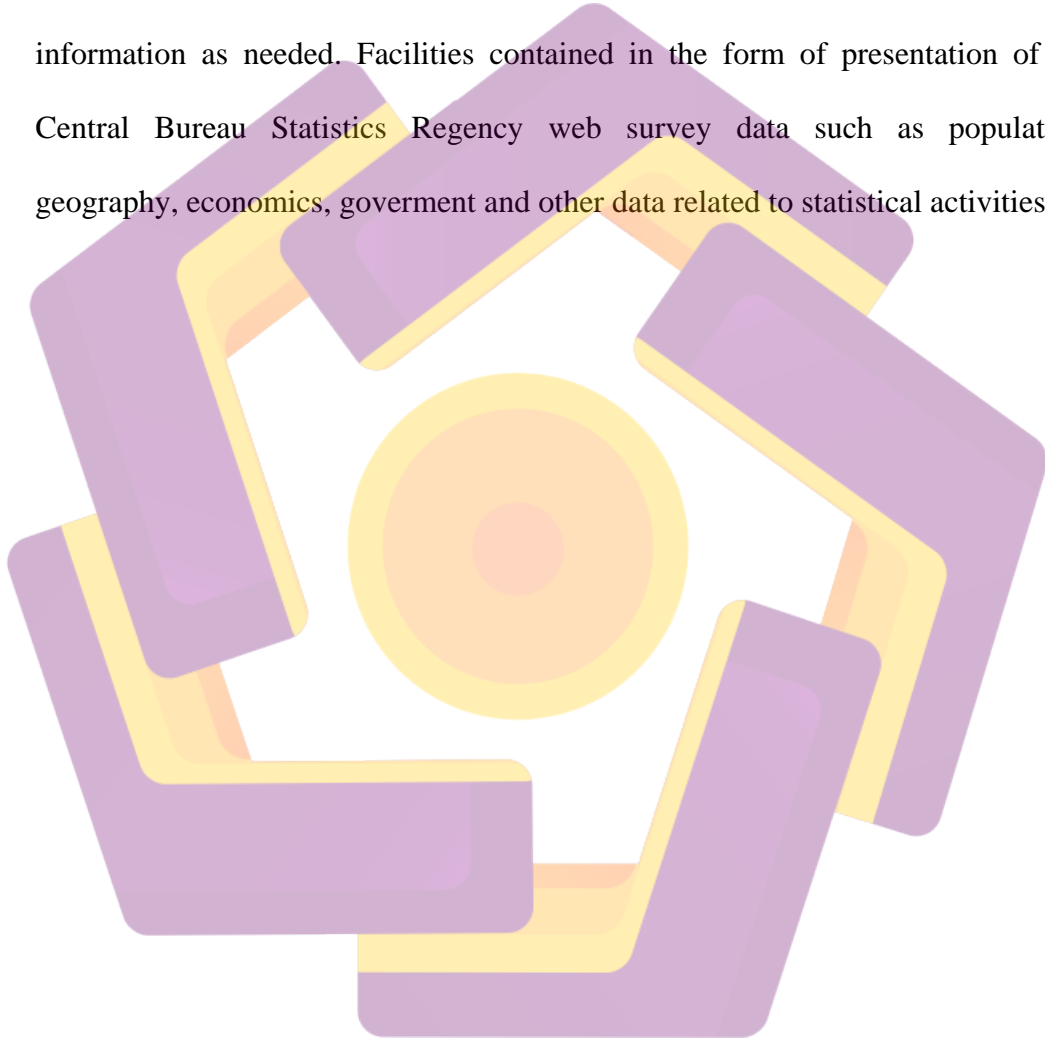 information as needed. Facilities contained in the form of presentation of
Central Bureau Statistics Regency web survey data such as populat
geography, economics, goverment and other data related to statistical activities